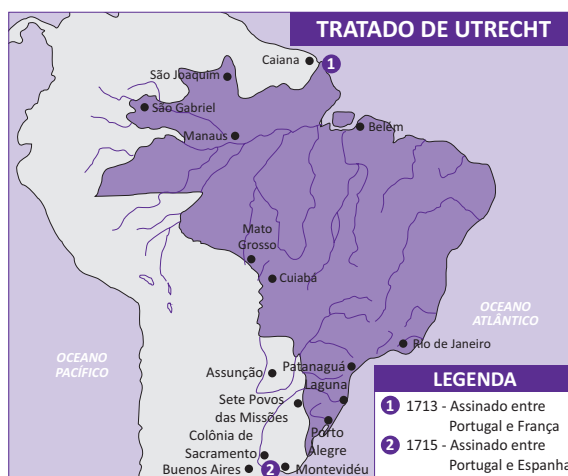 TRATADO DE UTRECHT
Caiana
1
São Joaquim
São Gabriel
Belém
Manaus
Mato
Grosso
Cuiabá
OCEANO
ATLÂNTICO
OCEANO
PACÍFICO
Rio de Janeiro
Patanaguá
Assunção
Laguna
Sete Povos
das Missões
Porto
Alegre
Colônia de
Sacramento
Buenos Aires
2
Montevidéu
LEGENDA
1 1713 - Assinado entre
Portugal e França
2 1715 - Assinado entre
Portugal e Espanha